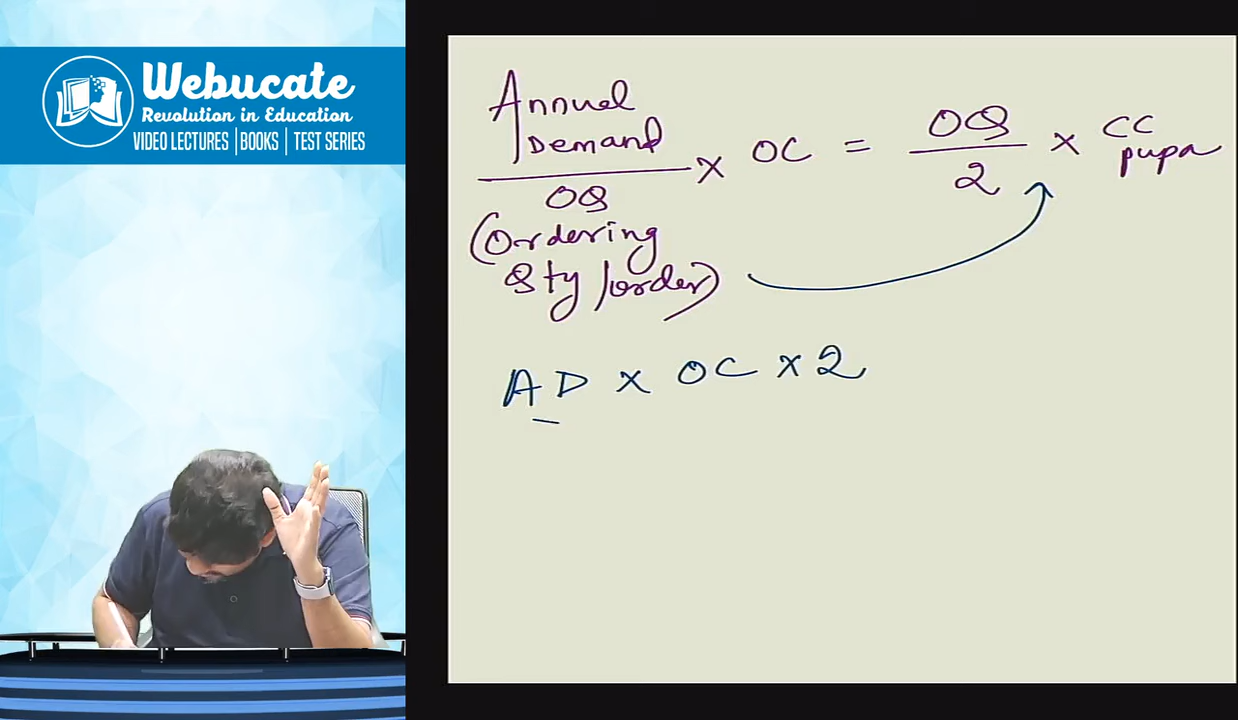 Webucate
Revolution in Education
VIDEO LECTURES | BOOKS | TEST SERIES
Annual
Demand
OQ
(Ordering
Qty/order)
× OC = OQ/2 × CC
pupa
AD × OC × 2